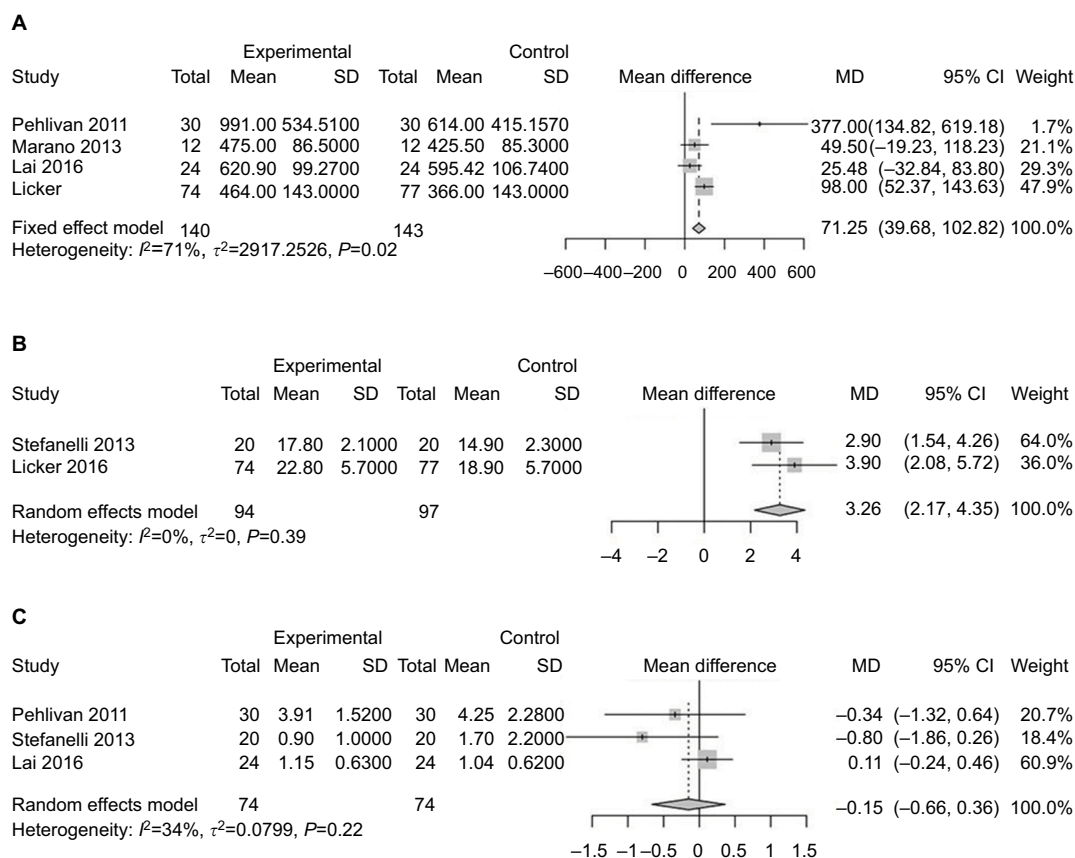 A
Experimental Control
Study Total Mean SD Total Mean SD Mean difference MD 95% CI Weight
Pehlivan 2011 30 991.00 534.5100 30 614.00 415.1570 377.00 (134.82, 619.18) 1.7%
Marano 2013 12 475.00 86.5000 12 425.50 85.3000 49.50 (−19.23, 118.23) 21.1%
Lai 2016 24 620.90 99.2700 24 595.42 106.7400 25.48 (−32.84, 83.80) 29.3%
Licker 74 464.00 143.0000 77 366.00 143.0000 98.00 (52.37, 143.63) 47.9%
Fixed effect model 140 143 71.25 (39.68, 102.82) 100.0%
Heterogeneity: I²=71%, τ²=2917.2526, P=0.02
−600 −400 −200 0 200 400 600
B
Experimental Control
Study Total Mean SD Total Mean SD Mean difference MD 95% CI Weight
Stefanelli 2013 20 17.80 2.1000 20 14.90 2.3000 2.90 (1.54, 4.26) 64.0%
Licker 2016 74 22.80 5.7000 77 18.90 5.7000 3.90 (2.08, 5.72) 36.0%
Random effects model 94 97 3.26 (2.17, 4.35) 100.0%
Heterogeneity: I²=0%, τ²=0, P=0.39
−4 −2 0 2 4
C
Experimental Control
Study Total Mean SD Total Mean SD Mean difference MD 95% CI Weight
Pehlivan 2011 30 3.91 1.5200 30 4.25 2.2800 −0.34 (−1.32, 0.64) 20.7%
Stefanelli 2013 20 0.90 1.0000 20 1.70 2.2000 −0.80 (−1.86, 0.26) 18.4%
Lai 2016 24 1.15 0.6300 24 1.04 0.6200 0.11 (−0.24, 0.46) 60.9%
Random effects model 74 74 −0.15 (−0.66, 0.36) 100.0%
Heterogeneity: I²=34%, τ²=0.0799, P=0.22
−1.5 −1 −0.5 0 0.5 1 1.5